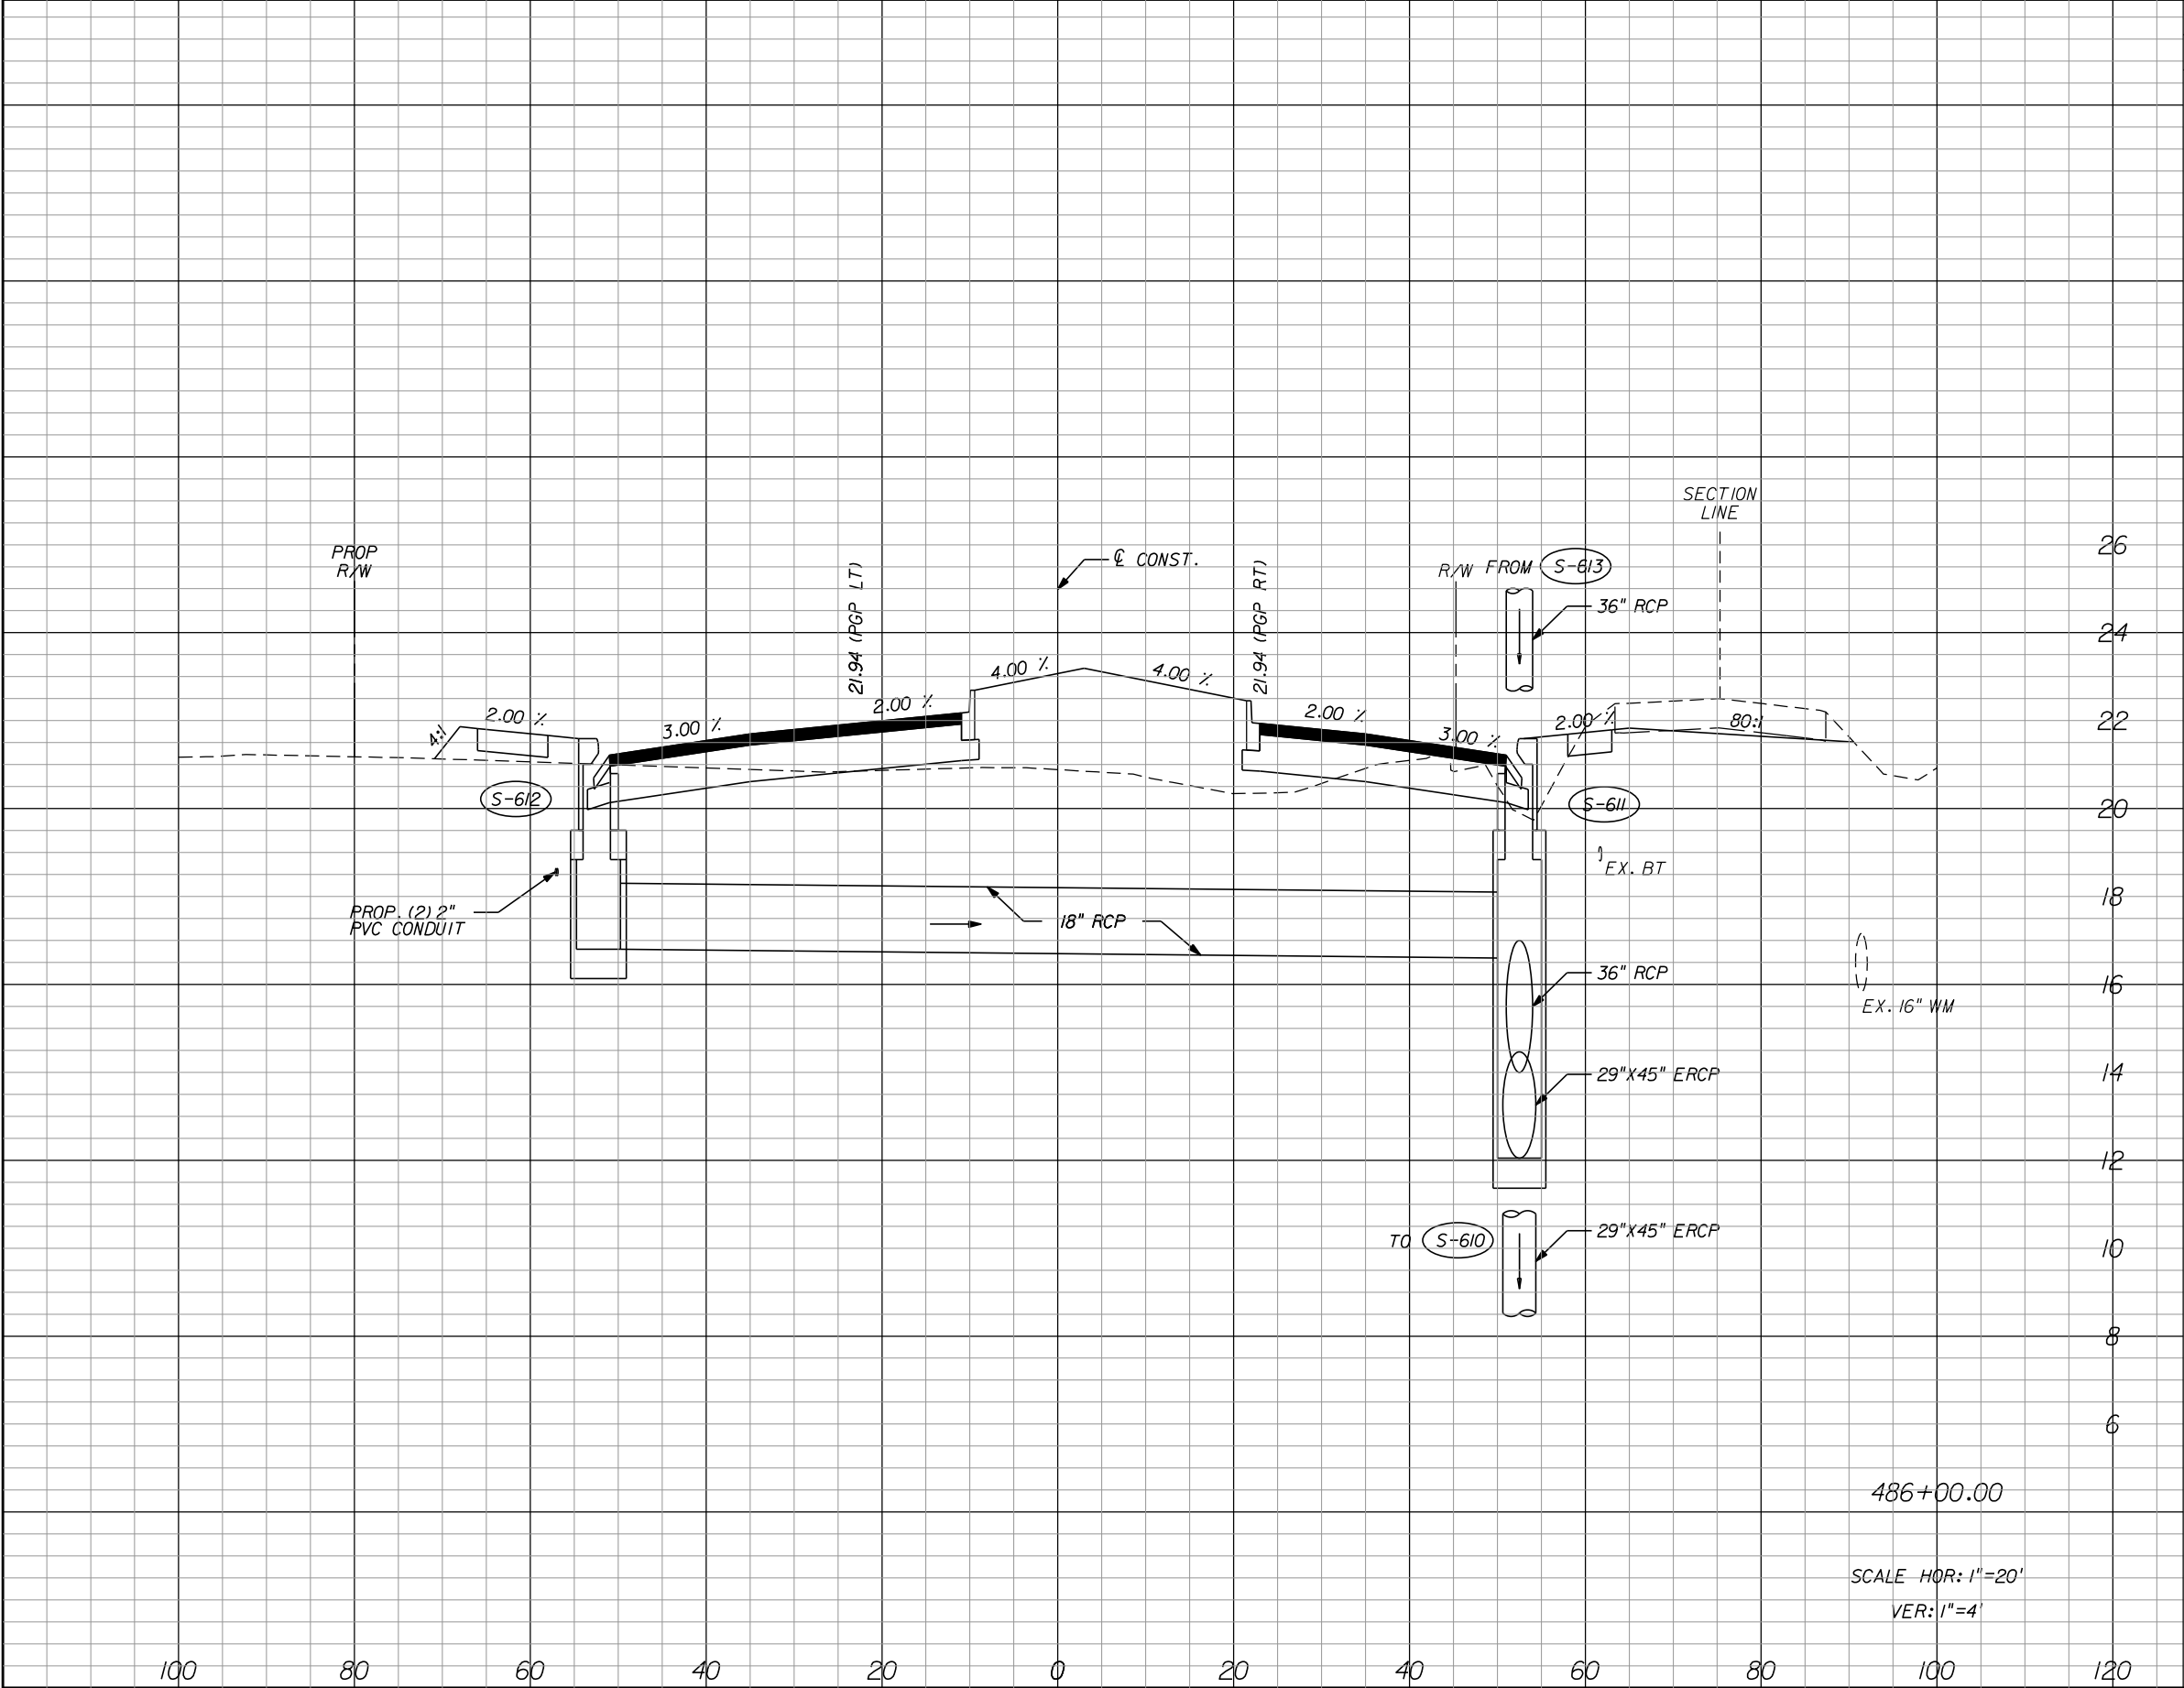 SECTION
LINE
26
PROP
R/W
21.94 (PGP LT)
℄ CONST.
21.94 (PGP RT)
R/W
FROM
S-613
36" RCP
24
4.00 %
4.00 %
2.00 %
2.00 %
2.00 %
2.00 %
80:1
22
4:1
3.00 %
3.00 %
S-612
S-611
20
EX. BT
PROP. (2) 2"
PVC CONDUIT
18" RCP
18
36" RCP
16
EX. 16" WM
29"X45" ERCP
14
12
TO
S-610
29"X45" ERCP
10
8
6
486+00.00
SCALE HOR: 1"=20'
VER: 1"=4'
100
80
60
40
20
0
20
40
60
80
100
120